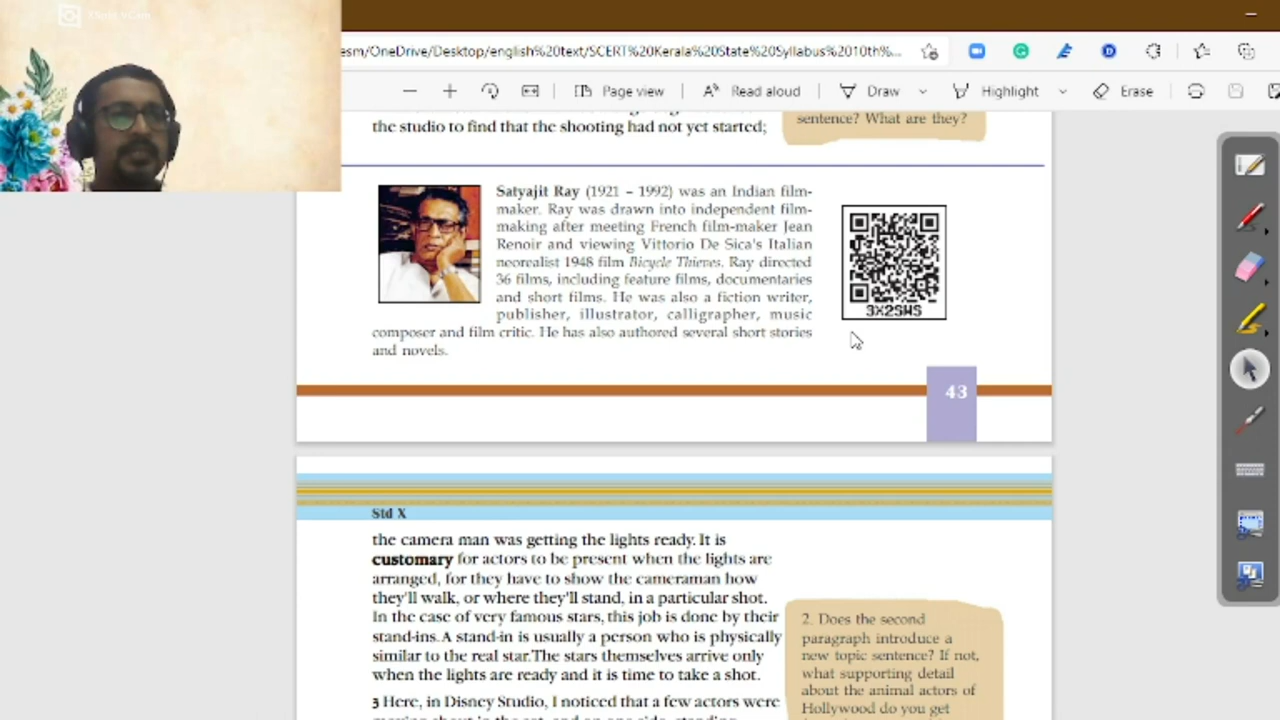 esm/OneDrive/Desktop/english%20text/SCERT%20Kerala%20State%20Syllabus%2010th%...
Page view
Read aloud
Draw
Highlight
Erase
the studio to find that the shooting had not yet started;
sentence? What are they?
Satyajit Ray (1921 – 1992) was an Indian film-
maker. Ray was drawn into independent film-
making after meeting French film-maker Jean
Renoir and viewing Vittorio De Sica's Italian
neorealist 1948 film Bicycle Thieves. Ray directed
36 films, including feature films, documentaries
and short films. He was also a fiction writer,
publisher, illustrator, calligrapher, music
composer and film critic. He has also authored several short stories
and novels.
3X2SWS
43
Std X
the camera man was getting the lights ready. It is
customary for actors to be present when the lights are
arranged, for they have to show the cameraman how
they'll walk, or where they'll stand, in a particular shot.
In the case of very famous stars, this job is done by their
stand-ins. A stand-in is usually a person who is physically
similar to the real star. The stars themselves arrive only
when the lights are ready and it is time to take a shot.
3 Here, in Disney Studio, I noticed that a few actors were
2. Does the second
paragraph introduce a
new topic sentence? If not,
what supporting detail
about the animal actors of
Hollywood do you get